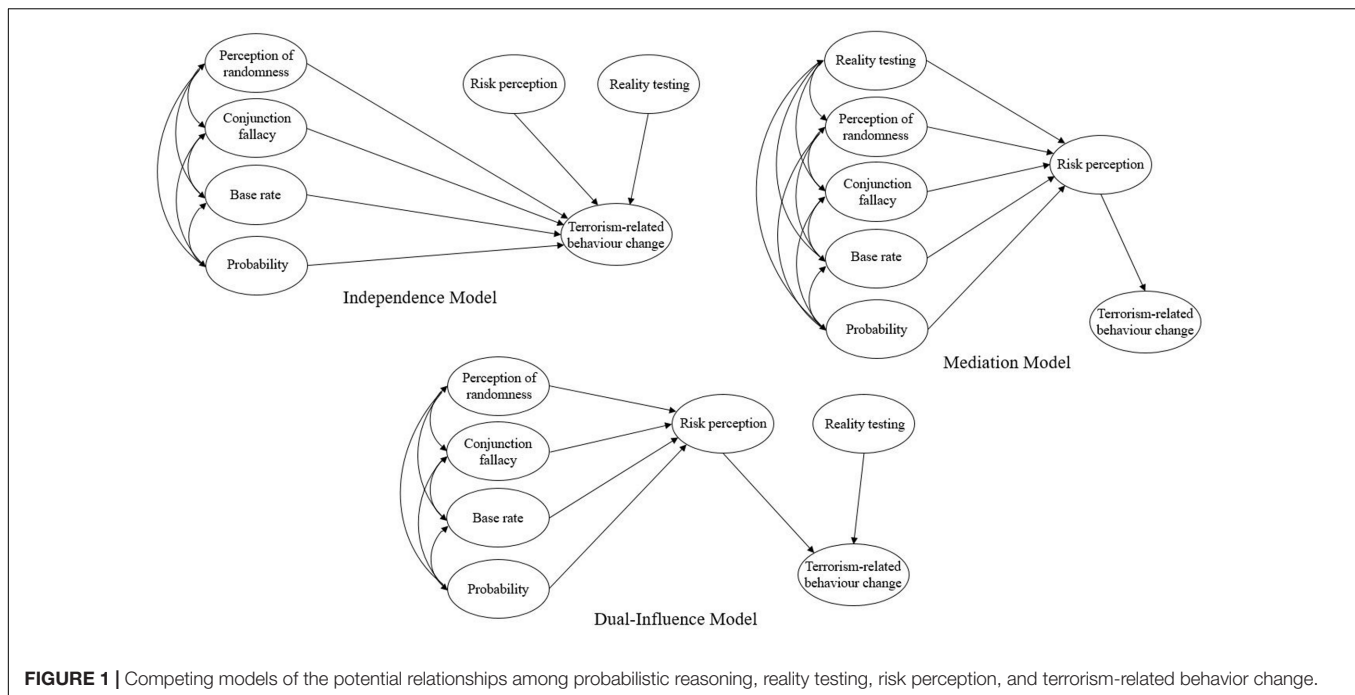 Perception of
randomness
Conjunction
fallacy
Base rate
Probability
Risk perception
Reality testing
Terrorism-related
behaviour change
Independence Model
Reality testing
Perception of
randomness
Conjunction
fallacy
Base rate
Probability
Risk perception
Terrorism-related
behaviour change
Mediation Model
Perception of
randomness
Conjunction
fallacy
Base rate
Probability
Risk perception
Reality testing
Terrorism-related
behaviour change
Dual-Influence Model
FIGURE 1 | Competing models of the potential relationships among probabilistic reasoning, reality testing, risk perception, and terrorism-related behavior change.